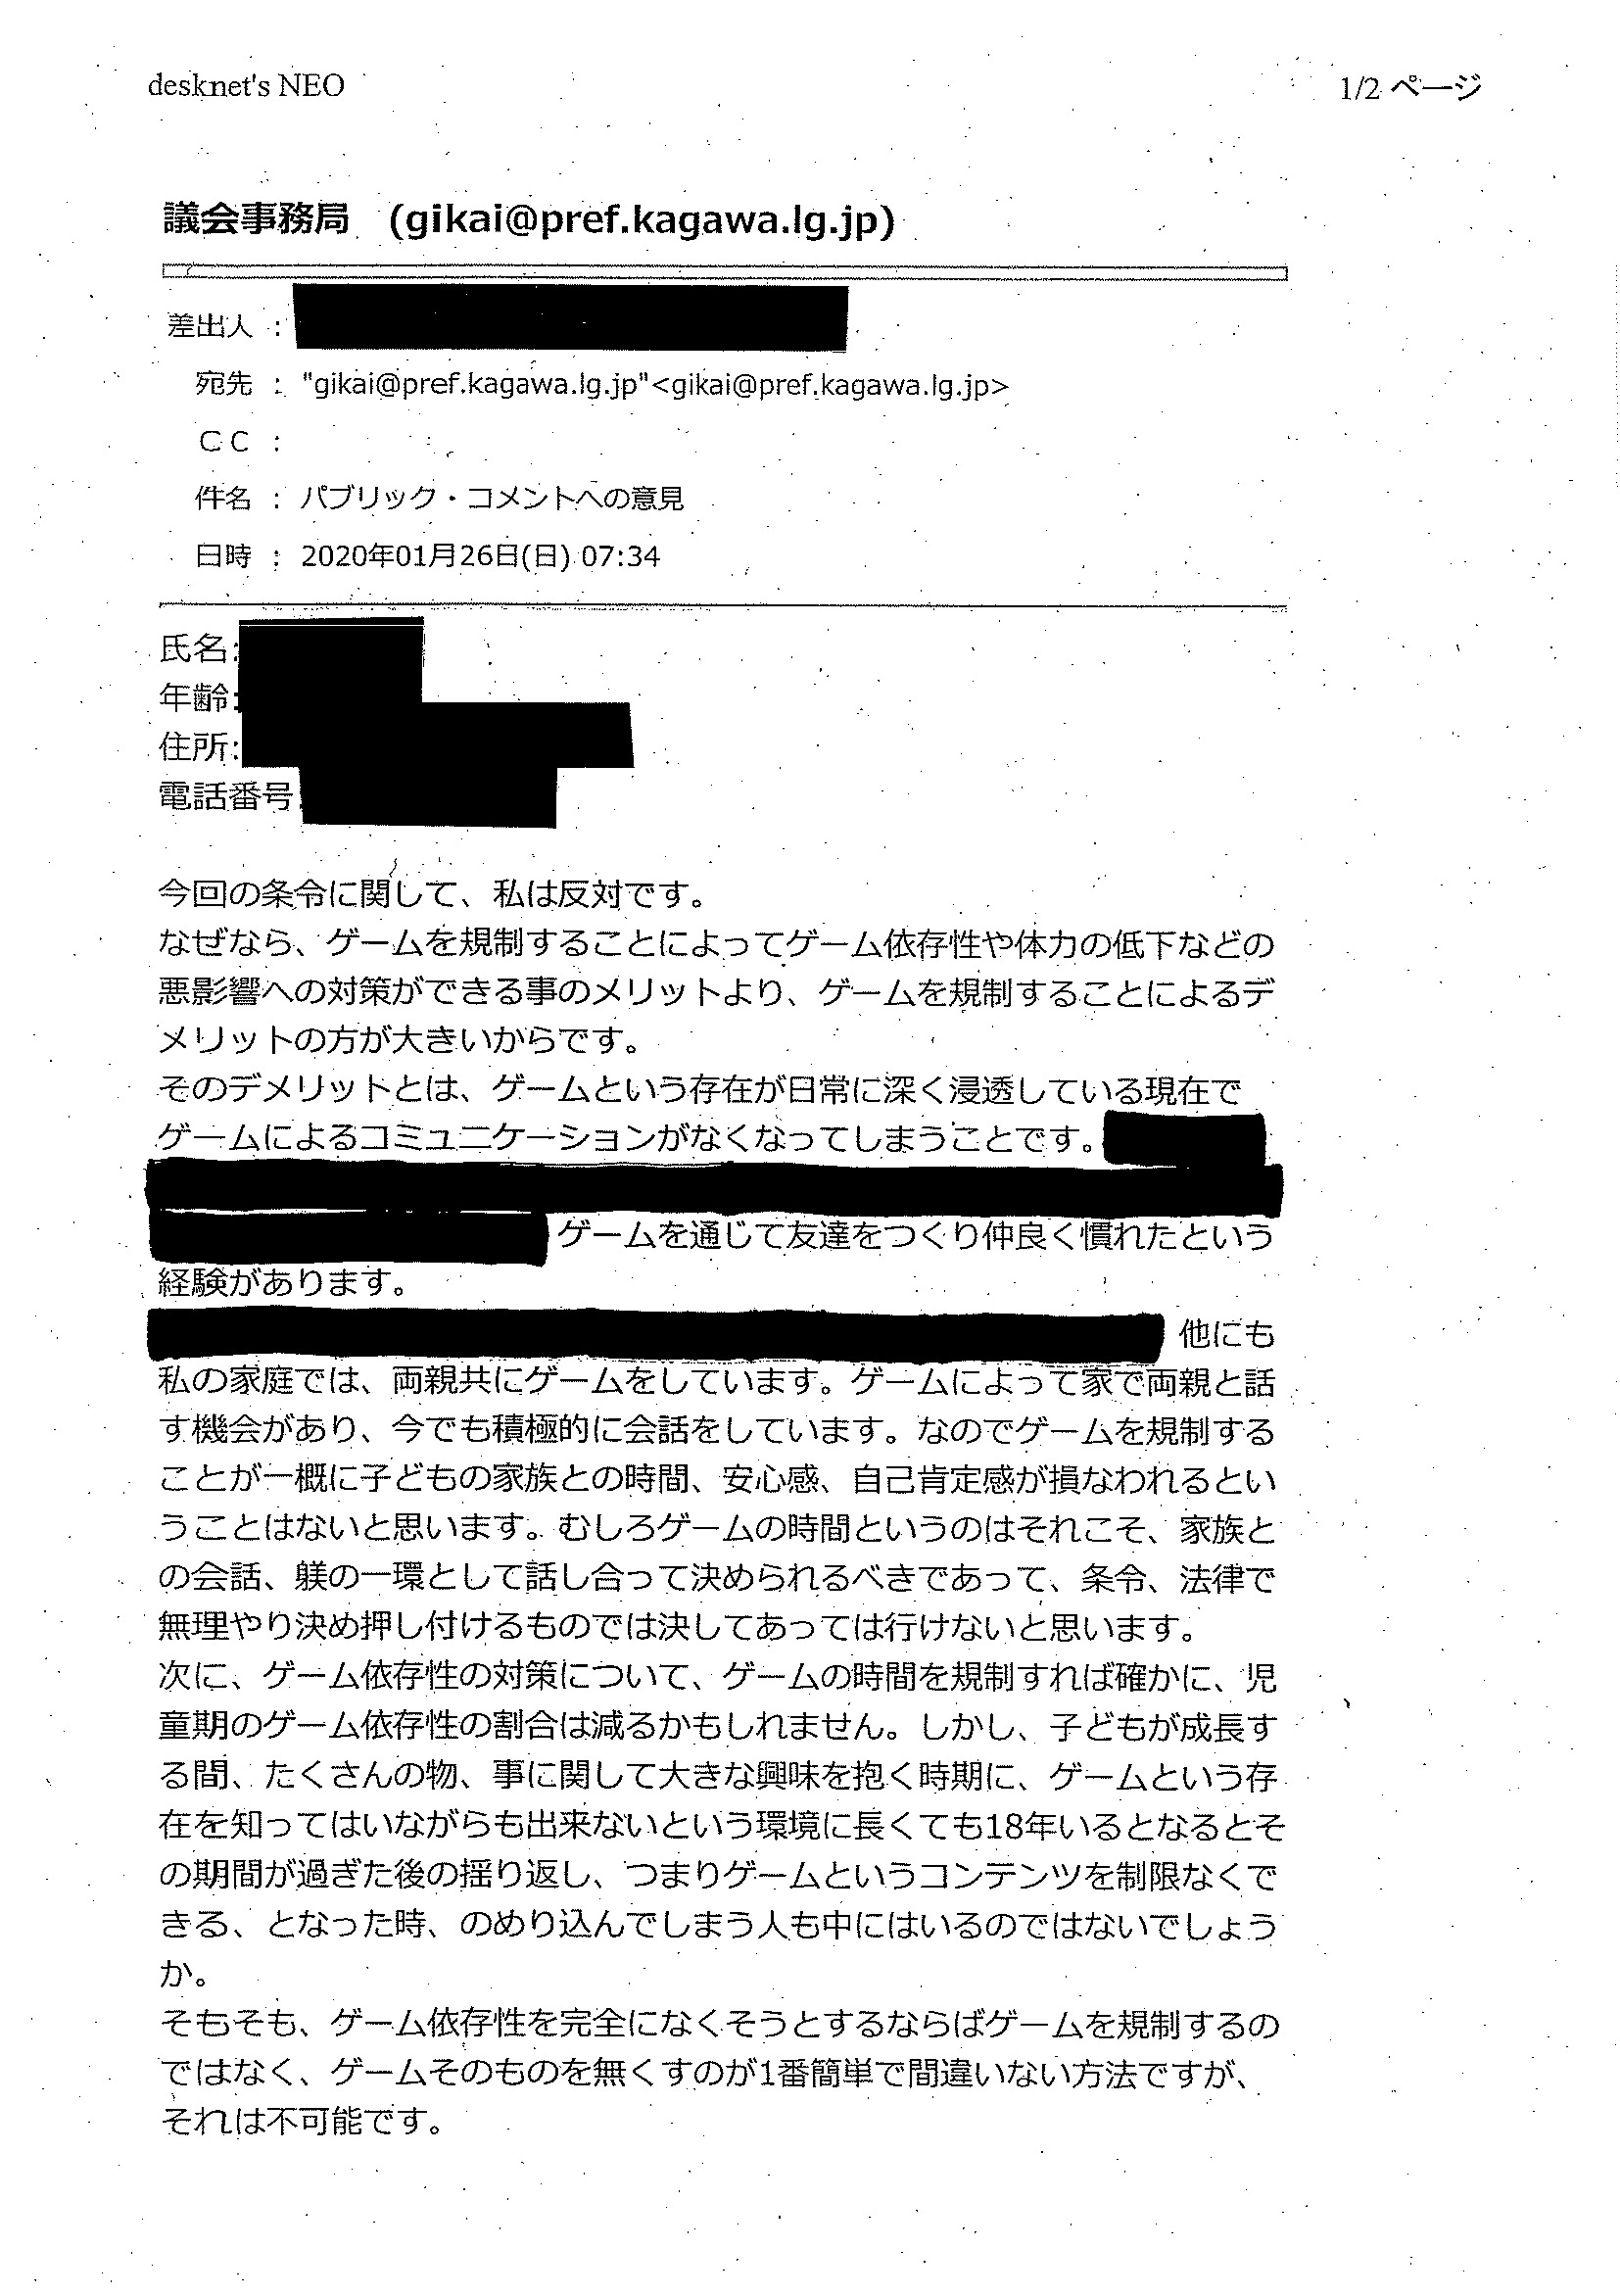 desknet's NEO
1/2 ページ
議会事務局 (gikai@pref.kagawa.lg.jp)
差出人 :
宛先 : "gikai@pref.kagawa.lg.jp"<gikai@pref.kagawa.lg.jp>
CC :
件名 : パブリック・コメントへの意見
日時 : 2020年01月26日(日) 07:34
氏名:
年齢:
住所:
電話番号
今回の条令に関して、私は反対です。
なぜなら、ゲームを規制することによってゲーム依存性や体力の低下などの
悪影響への対策ができる事のメリットより、ゲームを規制することによるデ
メリットの方が大きいからです。
そのデメリットとは、ゲームという存在が日常に深く浸透している現在で
ゲームによるコミュニケーションがなくなってしまうことです。
ゲームを通じて友達をつくり仲良く慣れたという
経験があります。
他にも
私の家庭では、両親共にゲームをしています。ゲームによって家で両親と話
す機会があり、今でも積極的に会話をしています。なのでゲームを規制する
ことが一概に子どもの家族との時間、安心感、自己肯定感が損なわれるとい
うことはないと思います。むしろゲームの時間というのはそれこそ、家族と
の会話、躾の一環として話し合って決められるべきであって、条令、法律で
無理やり決め押し付けるものでは決してあっては行けないと思います。
次に、ゲーム依存性の対策について、ゲームの時間を規制すれば確かに、児
童期のゲーム依存性の割合は減るかもしれません。しかし、子どもが成長す
る間、たくさんの物、事に関して大きな興味を抱く時期に、ゲームという存
在を知ってはいながらも出来ないという環境に長くても18年いるとなるとそ
の期間が過ぎた後の揺り返し、つまりゲームというコンテンツを制限なくで
きる、となった時、のめり込んでしまう人も中にはいるのではないでしょう
か。
そもそも、ゲーム依存性を完全になくそうとするならばゲームを規制するの
ではなく、ゲームそのものを無くすのが1番簡単で間違いない方法ですが、
それは不可能です。